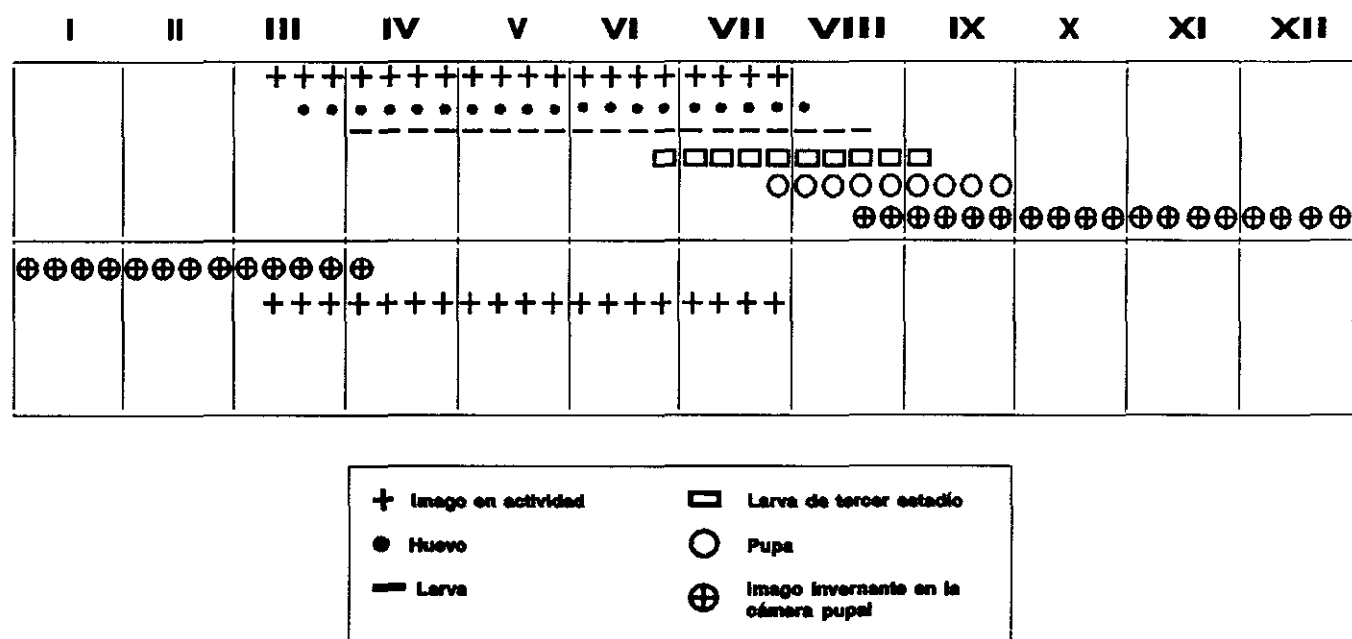 I II III IV V VI VII VIII IX X XI XII
Imago en actividad
Huevo
Larva
Larva de tercer estadío
Pupa
Imago invernante en la
cámara pupal